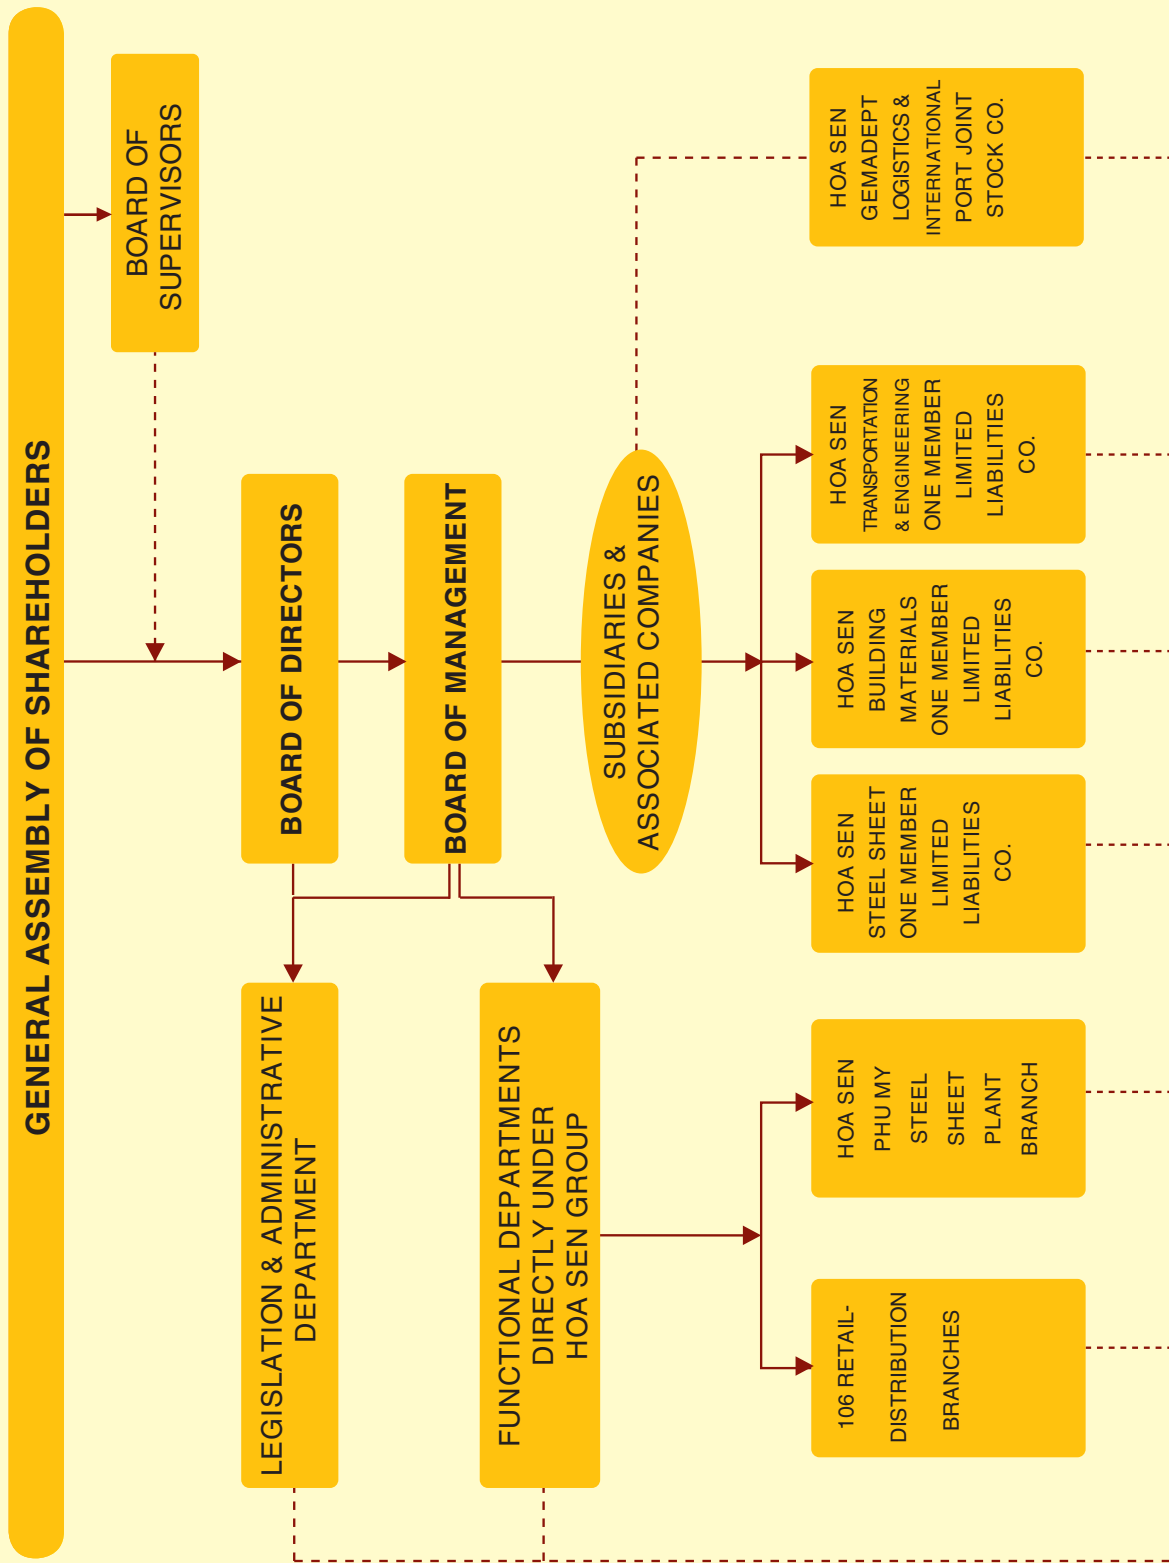 GENERAL ASSEMBLY OF SHAREHOLDERS
BOARD OF
SUPERVISORS
BOARD OF DIRECTORS
BOARD OF MANAGEMENT
LEGISLATION & ADMINISTRATIVE
DEPARTMENT
FUNCTIONAL DEPARTMENTS
DIRECTLY UNDER
HOA SEN GROUP
SUBSIDIARIES &
ASSOCIATED COMPANIES
106 RETAIL-
DISTRIBUTION
BRANCHES
HOA SEN
PHU MY
STEEL
SHEET
PLANT
BRANCH
HOA SEN
STEEL SHEET
ONE MEMBER
LIMITED
LIABILITIES
CO.
HOA SEN
BUILDING
MATERIALS
ONE MEMBER
LIMITED
LIABILITIES
CO.
HOA SEN
TRANSPORTATION
& ENGINEERING
ONE MEMBER
LIMITED
LIABILITIES
CO.
HOA SEN
GEMADEPT
LOGISTICS &
INTERNATIONAL
PORT JOINT
STOCK CO.